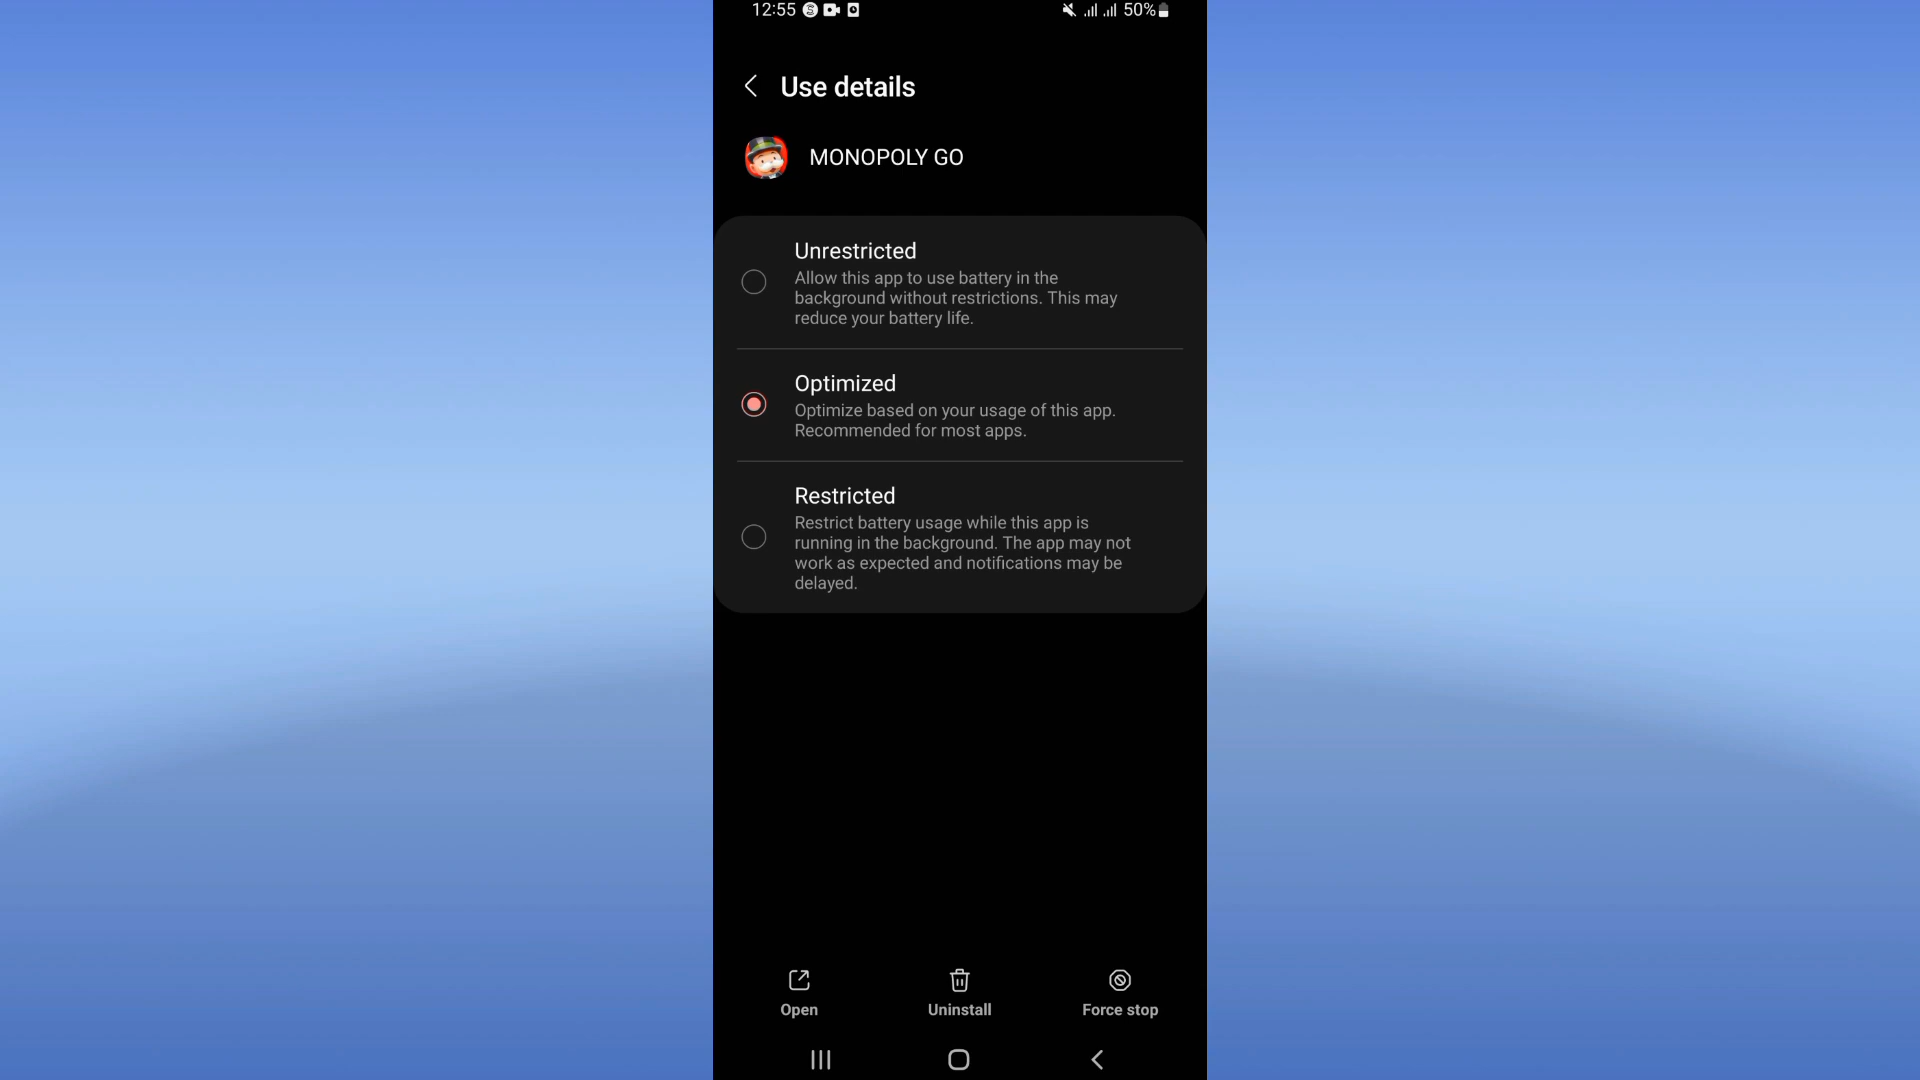 12:55
50%
Use details
MONOPOLY GO
Unrestricted
Allow this app to use battery in the
background without restrictions. This may
reduce your battery life.
Optimized
Optimize based on your usage of this app.
Recommended for most apps.
Restricted
Restrict battery usage while this app is
running in the background. The app may not
work as expected and notifications may be
delayed.
Open
Uninstall
Force stop